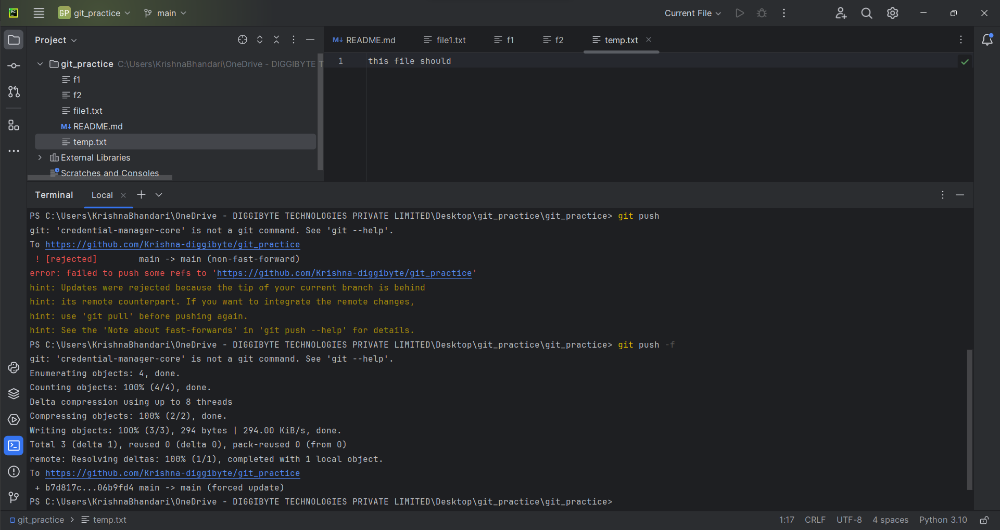 PC
GP git_practice main Current File
Project README.md file1.txt f1 f2 temp.txt
git_practice C:\Users\KrishnaBhandari\OneDrive - DIGGIBYTE T
f1
f2
file1.txt
M↓ README.md
temp.txt
External Libraries
Scratches and Consoles
1 this file should
Terminal Local
PS C:\Users\KrishnaBhandari\OneDrive - DIGGIBYTE TECHNOLOGIES PRIVATE LIMITED\Desktop\git_practice\git_practice> git push
git: 'credential-manager-core' is not a git command. See 'git --help'.
To https://github.com/Krishna-diggibyte/git_practice
! [rejected]        main -> main (non-fast-forward)
error: failed to push some refs to 'https://github.com/Krishna-diggibyte/git_practice'
hint: Updates were rejected because the tip of your current branch is behind
hint: its remote counterpart. If you want to integrate the remote changes,
hint: use 'git pull' before pushing again.
hint: See the 'Note about fast-forwards' in 'git push --help' for details.
PS C:\Users\KrishnaBhandari\OneDrive - DIGGIBYTE TECHNOLOGIES PRIVATE LIMITED\Desktop\git_practice\git_practice> git push -f
git: 'credential-manager-core' is not a git command. See 'git --help'.
Enumerating objects: 4, done.
Counting objects: 100% (4/4), done.
Delta compression using up to 8 threads
Compressing objects: 100% (2/2), done.
Writing objects: 100% (3/3), 294 bytes | 294.00 KiB/s, done.
Total 3 (delta 1), reused 0 (delta 0), pack-reused 0 (from 0)
remote: Resolving deltas: 100% (1/1), completed with 1 local object.
To https://github.com/Krishna-diggibyte/git_practice
+ b7d817c...06b9fd4 main -> main (forced update)
PS C:\Users\KrishnaBhandari\OneDrive - DIGGIBYTE TECHNOLOGIES PRIVATE LIMITED\Desktop\git_practice\git_practice>
git_practice > temp.txt 1:17 CRLF UTF-8 4 spaces Python 3.10